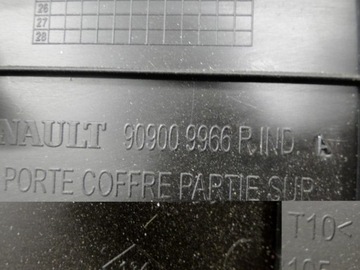 26
27
28
NAULT 90900 9966 R IND A
PORTE COFFRE PARTIE SUP
T10<